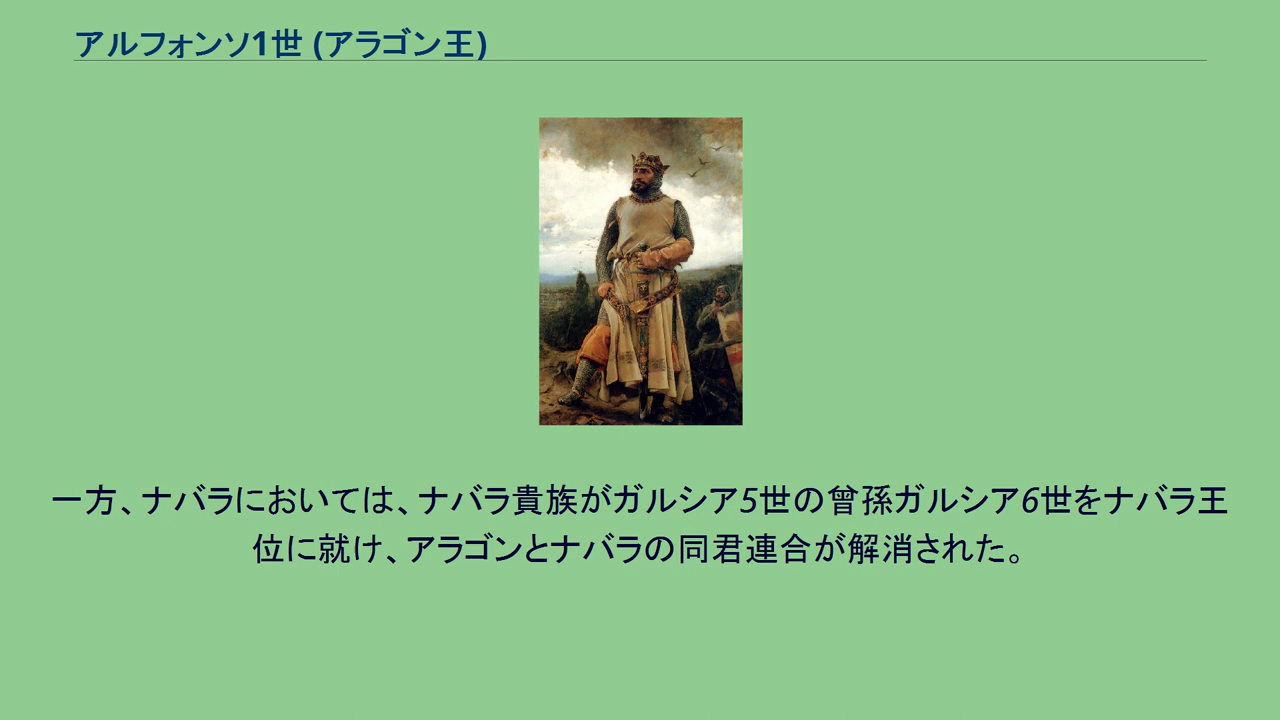 アルフォンソ1世 (アラゴン王)
一方、ナバラにおいては、ナバラ貴族がガルシア5世の曾孫ガルシア6世をナバラ王
位に就け、アラゴンとナバラの同君連合が解消された。